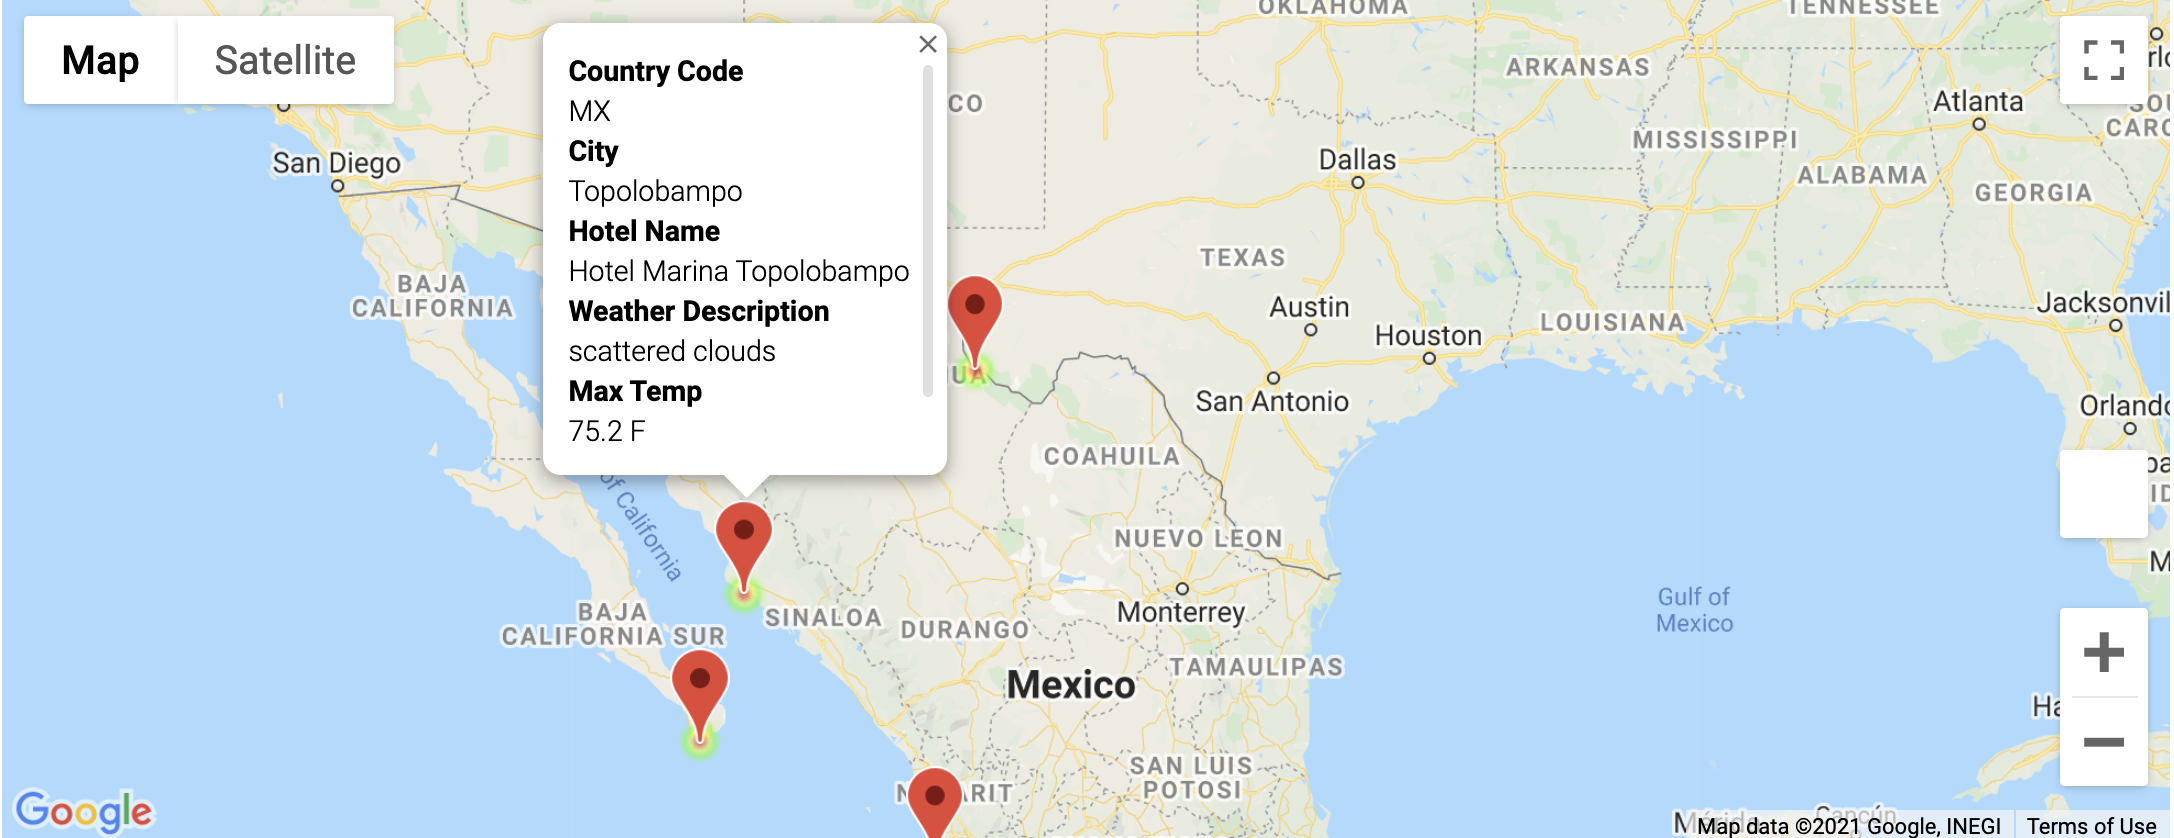 Map
Satellite
Country Code
MX
City
Topolobampo
Hotel Name
Hotel Marina Topolobampo
Weather Description
scattered clouds
Max Temp
75.2 F
OKLAHOMA
TENNESSEE
ARKANSAS
Atlanta
MISSISSIPPI
ALABAMA
GEORGIA
San Diego
Dallas
TEXAS
BAJA
CALIFORNIA
Austin
Houston
LOUISIANA
San Antonio
COAHUILA
of California
NUEVO LEON
Monterrey
BAJA
CALIFORNIA SUR
SINALOA
DURANGO
Gulf of
Mexico
TAMAULIPAS
Mexico
SAN LUIS
POTOSI
Google
Mérida
Cancún
Map data ©2021 Google, INEGI
Terms of Use